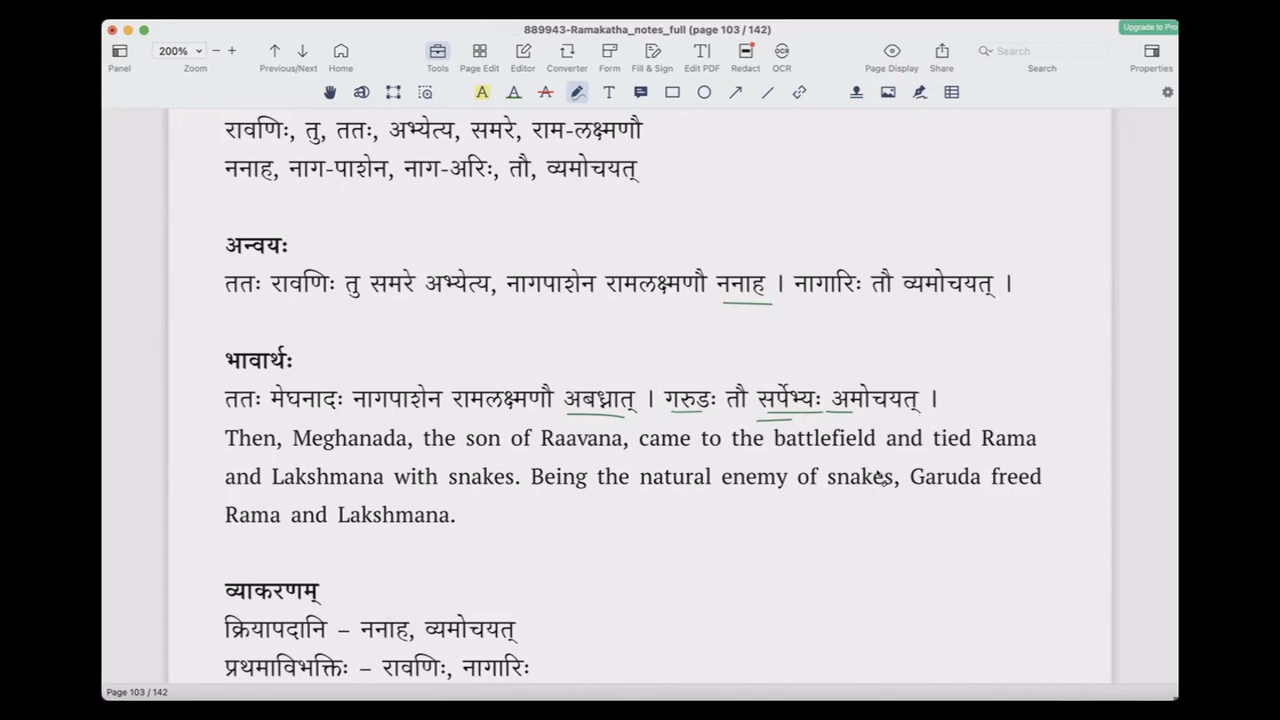 889943-Ramakatha_notes_full (page 103 / 142)
Upgrade to Pro
200%
Search
Panel Zoom Previous/Next Home Tools Page Edit Editor Converter Form Fill & Sign Edit PDF Redact OCR Page Display Share Search Properties
रावणिः, तु, ततः, अभ्येत्य, समरे, राम-लक्ष्मणौ
ननाह, नाग-पाशेन, नाग-अरिः, तौ, व्यमोचयत्
अन्वयः
ततः रावणिः तु समरे अभ्येत्य, नागपाशेन रामलक्ष्मणौ ननाह । नागारिः तौ व्यमोचयत् ।
भावार्थः
ततः मेघनादः नागपाशेन रामलक्ष्मणौ अबध्नात् । गरुडः तौ सर्पेभ्यः अमोचयत् ।
Then, Meghanada, the son of Raavana, came to the battlefield and tied Rama
and Lakshmana with snakes. Being the natural enemy of snakes, Garuda freed
Rama and Lakshmana.
व्याकरणम्
क्रियापदानि – ननाह, व्यमोचयत्
प्रथमाविभक्तिः – रावणिः, नागारिः
Page 103 / 142